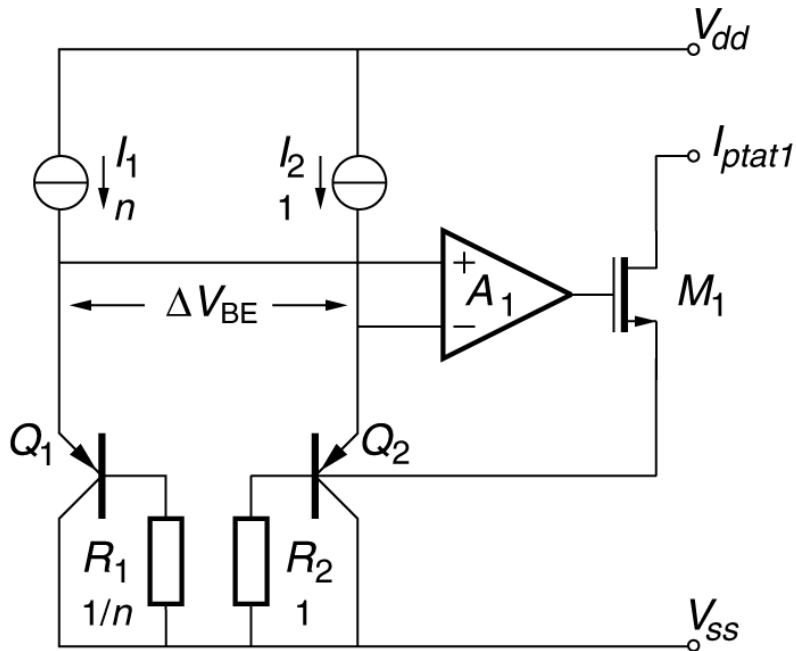 Vdd
I1
n
I2
1
Iptat1
+
A1
−
M1
ΔVBE
Q1
Q2
R1
1/n
R2
1
Vss